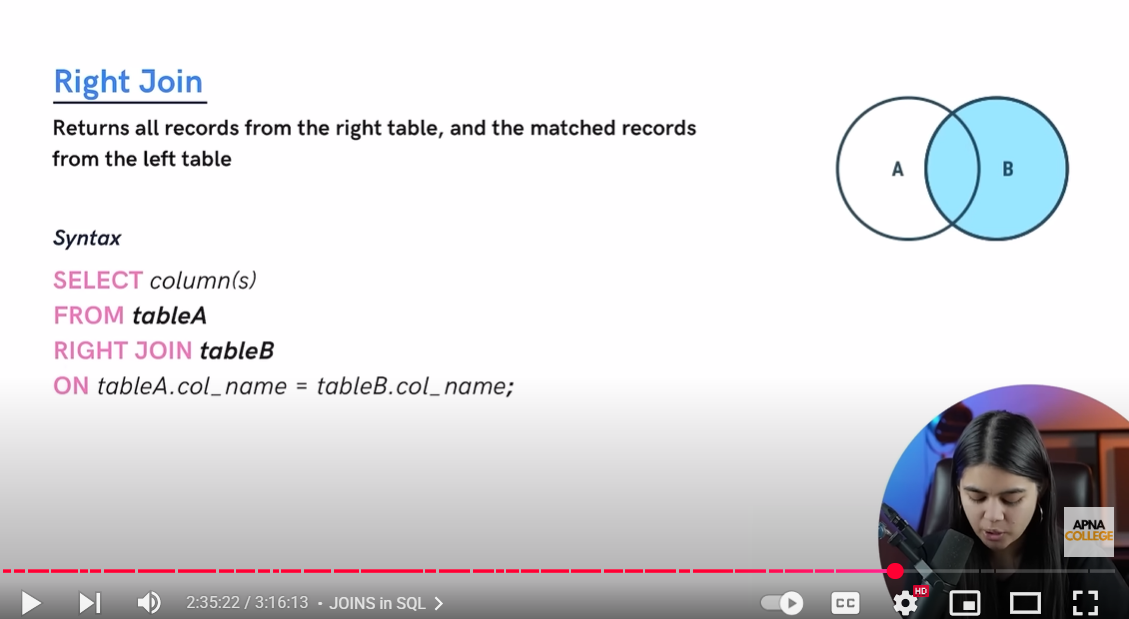 Right Join
Returns all records from the right table, and the matched records
from the left table
A
B
Syntax
SELECT column(s)
FROM tableA
RIGHT JOIN tableB
ON tableA.col_name = tableB.col_name;
APNA
COLLEGE
2:35:22 / 3:16:13 • JOINS in SQL
CC
HD